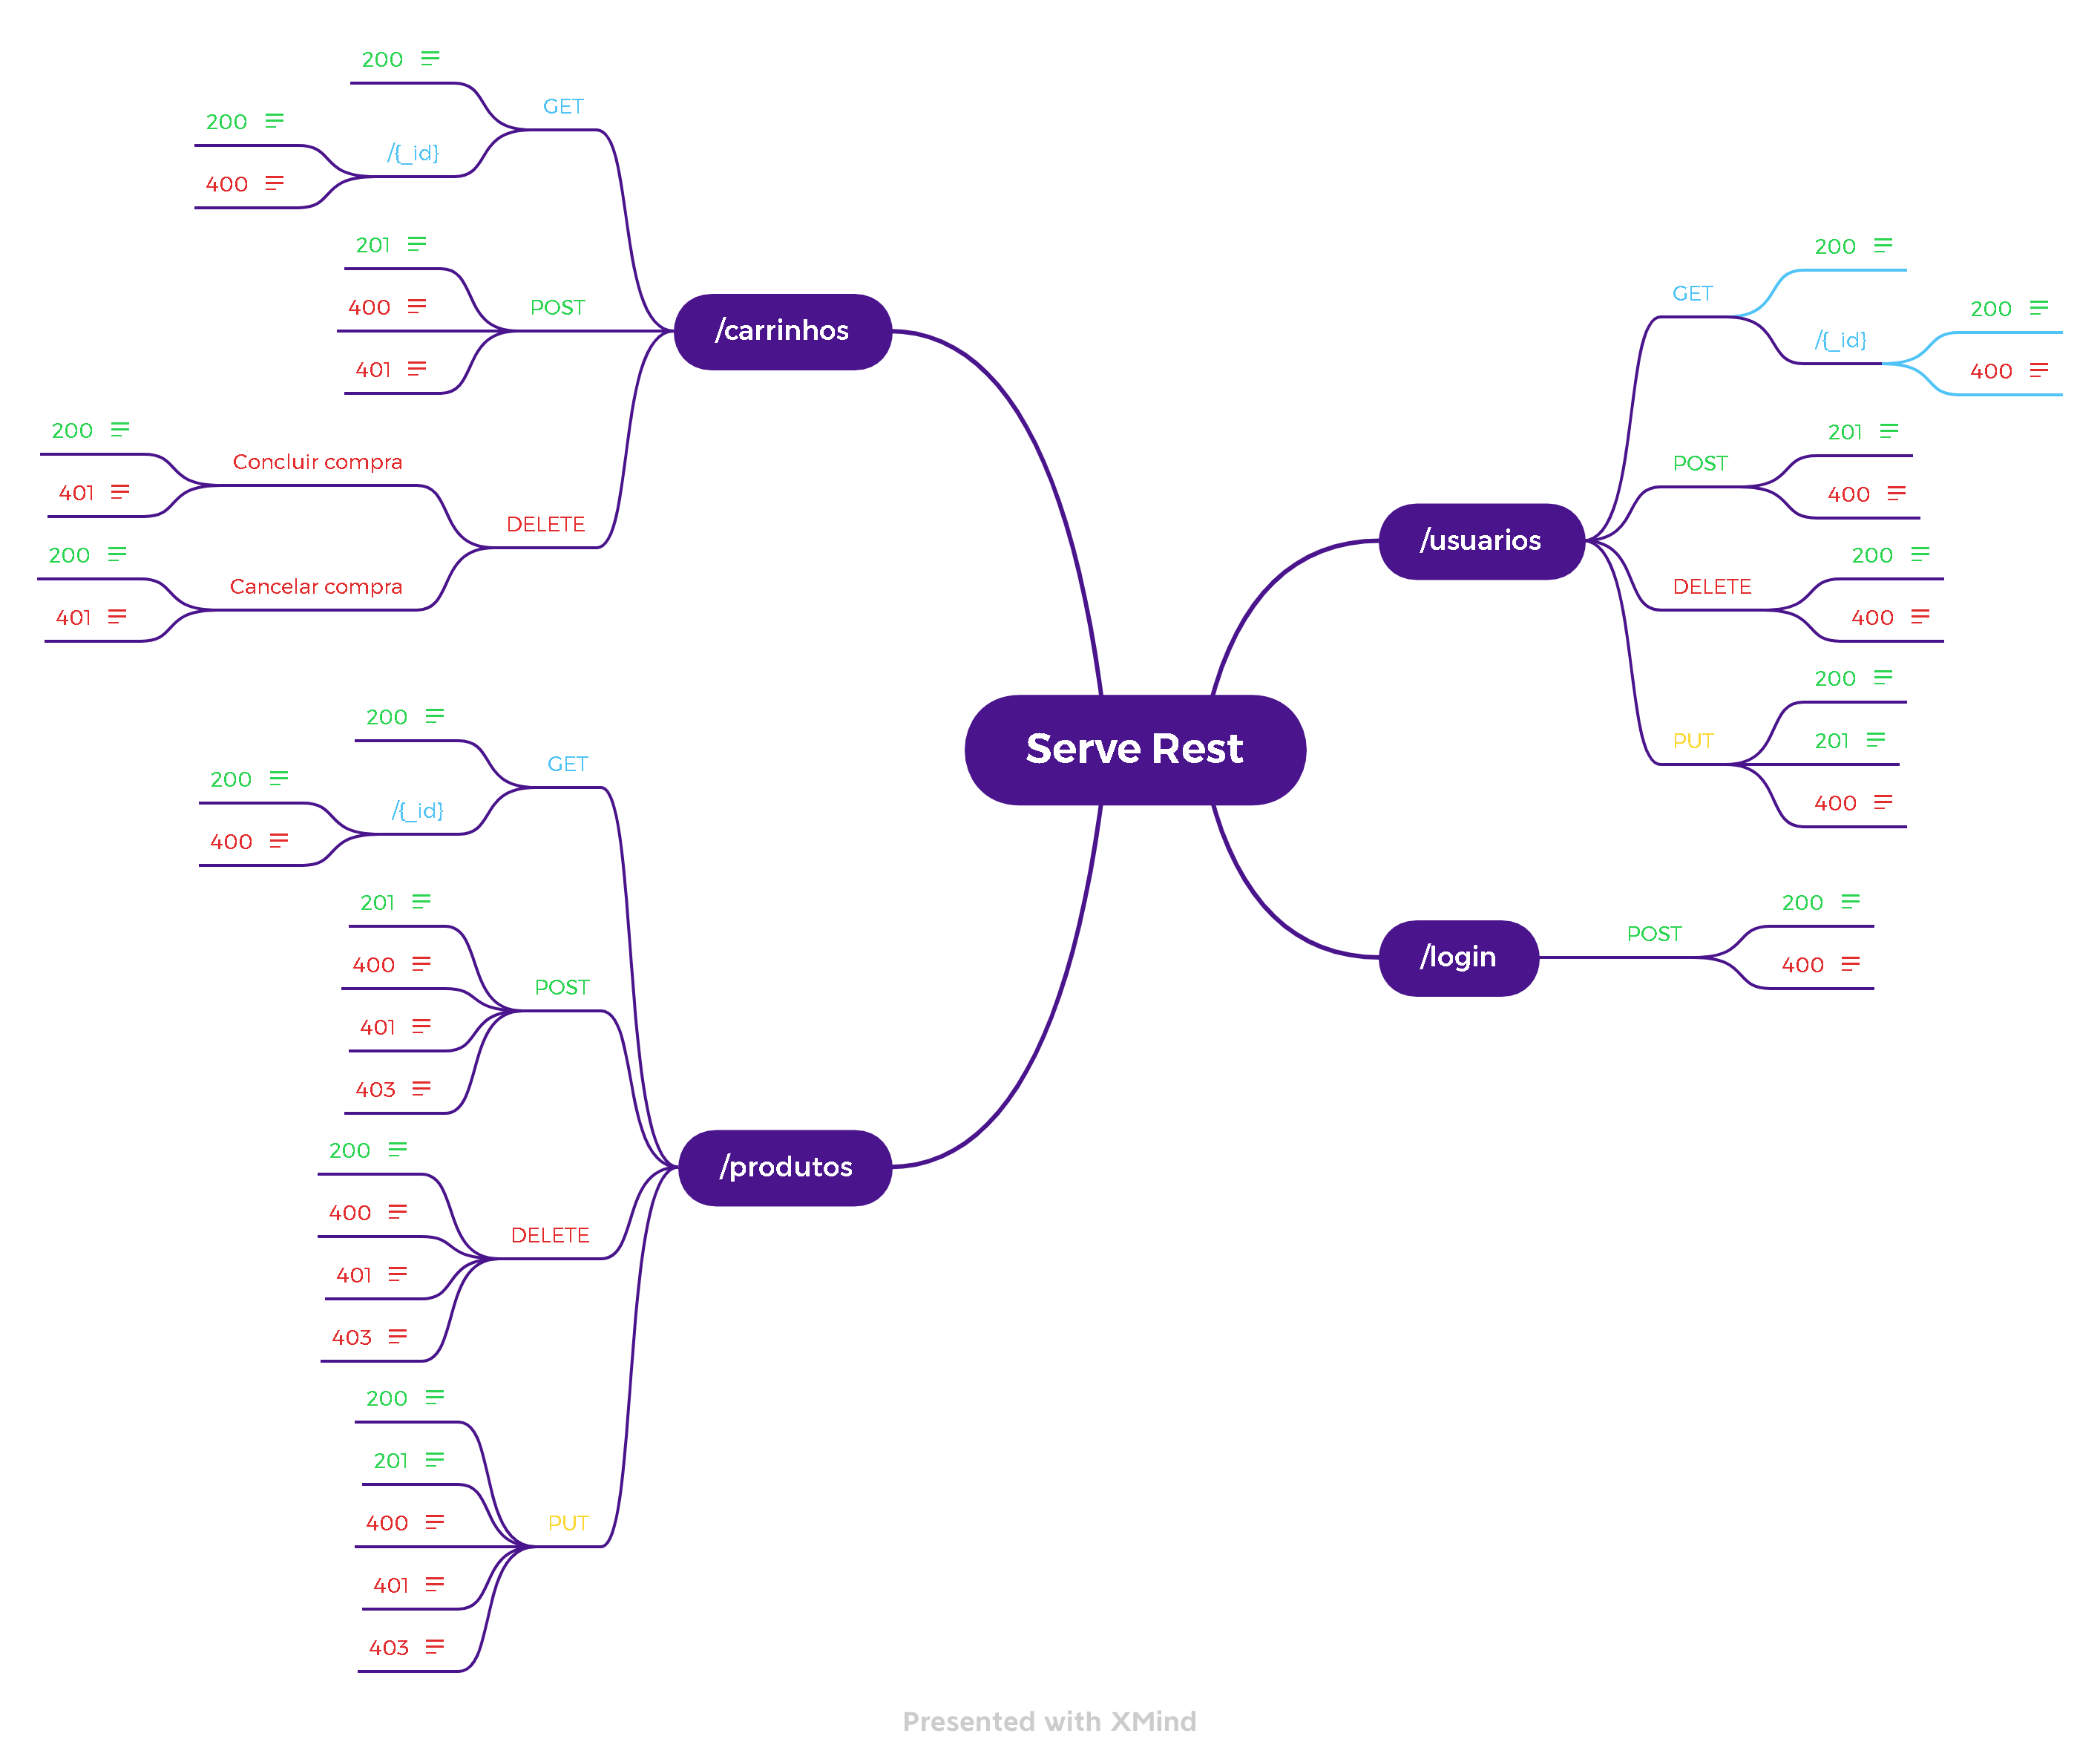 Serve Rest
/usuarios
GET
200
/{_id}
200
400
POST
201
400
DELETE
200
400
PUT
200
201
400
/login
POST
200
400
/carrinhos
GET
200
/{_id}
200
400
POST
201
400
401
DELETE
Concluir compra
200
401
Cancelar compra
200
401
/produtos
GET
200
/{_id}
200
400
POST
201
400
401
403
DELETE
200
400
401
403
PUT
200
201
400
401
403
Presented with XMind